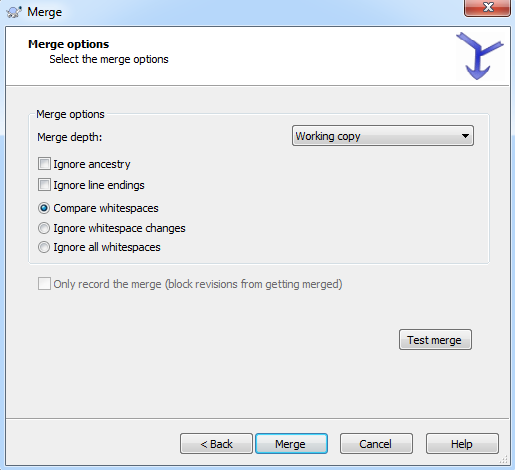 Merge
Merge options
Select the merge options
Merge options
Merge depth: Working copy
Ignore ancestry
Ignore line endings
Compare whitespaces
Ignore whitespace changes
Ignore all whitespaces
Only record the merge (block revisions from getting merged)
Test merge
< Back Merge Cancel Help